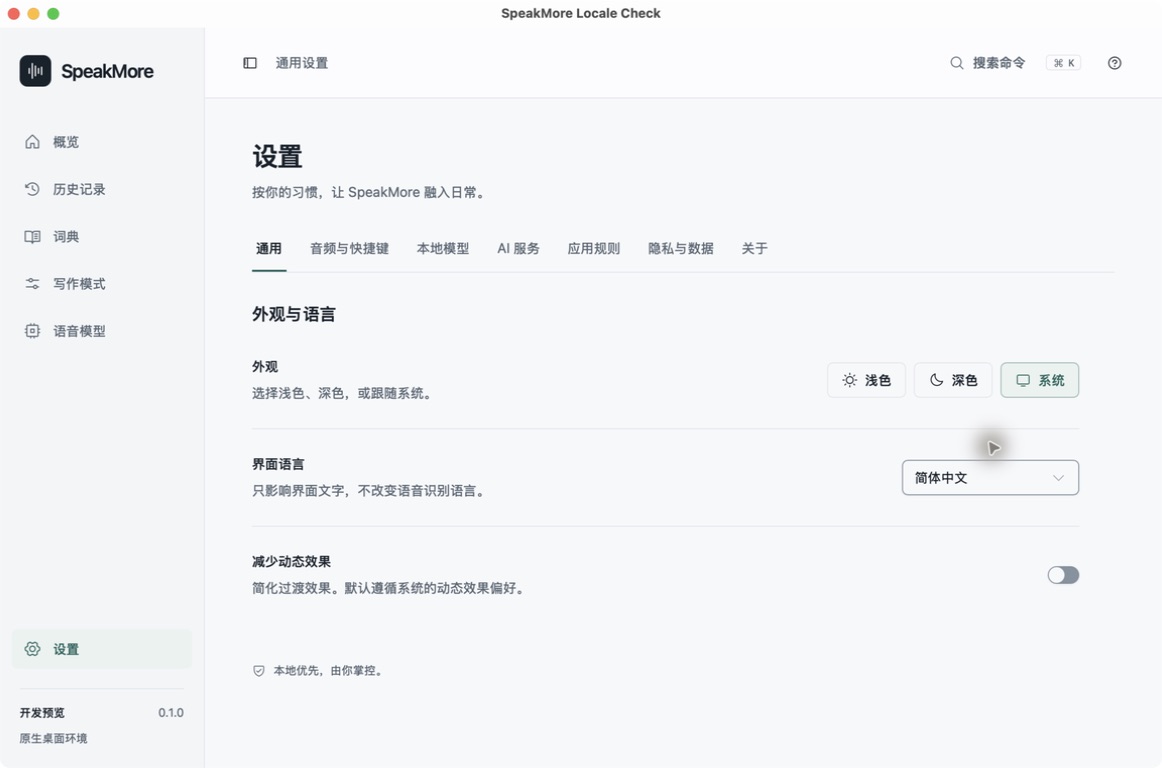 SpeakMore Locale Check
SpeakMore
通用设置
搜索命令
⌘ K
概览
历史记录
词典
写作模式
语音模型
设置
开发预览
0.1.0
原生桌面环境
设置
按你的习惯，让 SpeakMore 融入日常。
通用
音频与快捷键
本地模型
AI 服务
应用规则
隐私与数据
关于
外观与语言
外观
选择浅色、深色，或跟随系统。
浅色
深色
系统
界面语言
只影响界面文字，不改变语音识别语言。
简体中文
减少动态效果
简化过渡效果。默认遵循系统的动态效果偏好。
本地优先，由你掌控。